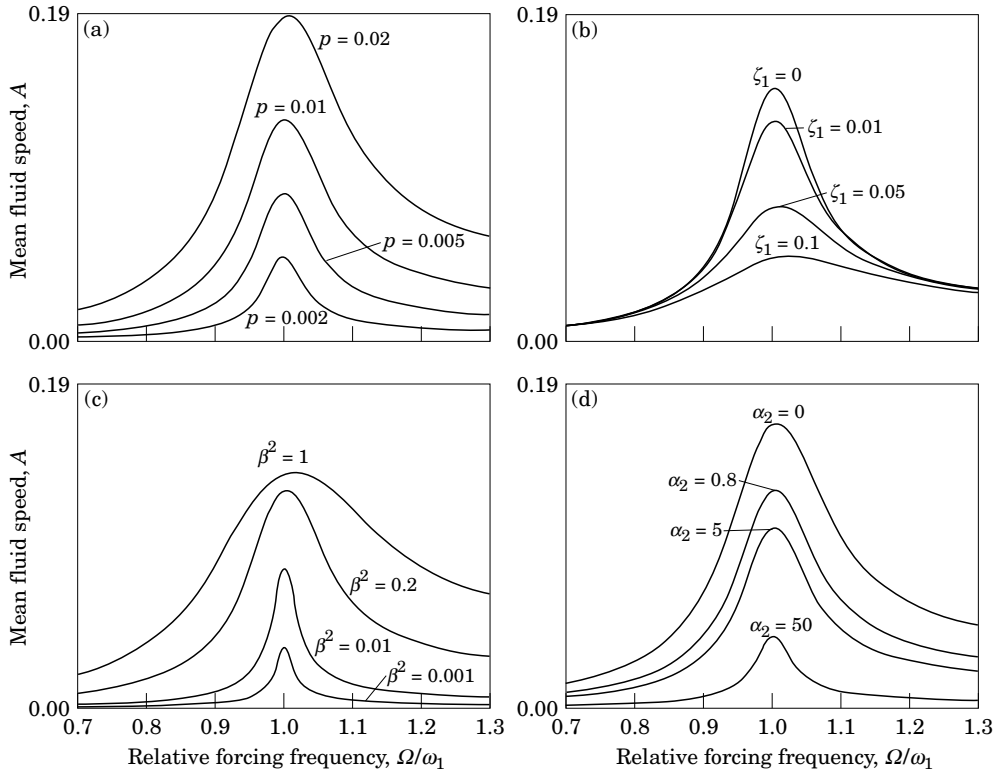 0.19
(a)
p = 0.02
p = 0.01
p = 0.005
p = 0.002
0.00
Mean fluid speed, A
(b)
ζ₁ = 0
ζ₁ = 0.01
ζ₁ = 0.05
ζ₁ = 0.1
0.19
0.00
0.19
(c)
β² = 1
β² = 0.2
β² = 0.01
β² = 0.001
0.00
Mean fluid speed, A
0.7 0.8 0.9 1.0 1.1 1.2 1.3
Relative forcing frequency, Ω/ω₁
0.19
(d)
α₂ = 0
α₂ = 0.8
α₂ = 5
α₂ = 50
0.00
0.7 0.8 0.9 1.0 1.1 1.2 1.3
Relative forcing frequency, Ω/ω₁